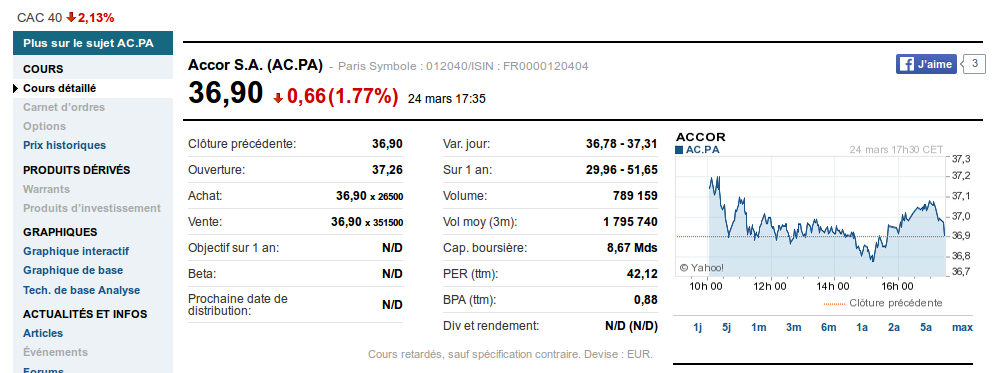 CAC 40 2,13%
Plus sur le sujet AC.PA
COURS
Cours détaillé
Carnet d'ordres
Options
Prix historiques
PRODUITS DÉRIVÉS
Warrants
Produits d'investissement
GRAPHIQUES
Graphique interactif
Graphique de base
Tech. de base Analyse
ACTUALITÉS ET INFOS
Articles
Événements
Forums
Accor S.A. (AC.PA) - Paris Symbole : 012040/ISIN : FR0000120404
J'aime 3
36,90 0,66 (1.77%) 24 mars 17:35
Clôture précédente: 36,90
Ouverture: 37,26
Achat: 36,90 x 26500
Vente: 36,90 x 351500
Objectif sur 1 an: N/D
Beta: N/D
Prochaine date de
distribution: N/D
Var. jour: 36,78 - 37,31
Sur 1 an: 29,96 - 51,65
Volume: 789 159
Vol moy (3m): 1 795 740
Cap. boursière: 8,67 Mds
PER (ttm): 42,12
BPA (ttm): 0,88
Div et rendement: N/D (N/D)
Cours retardés, sauf spécification contraire. Devise : EUR.
ACCOR
AC.PA 24 mars 17h30 CET
37,3
37,2
37,1
37,0
36,9
36,8
36,7
© Yahoo!
10h 00 12h 00 14h 00 16h 00
Clôture précédente
1j 5j 1m 3m 6m 1a 2a 5a max